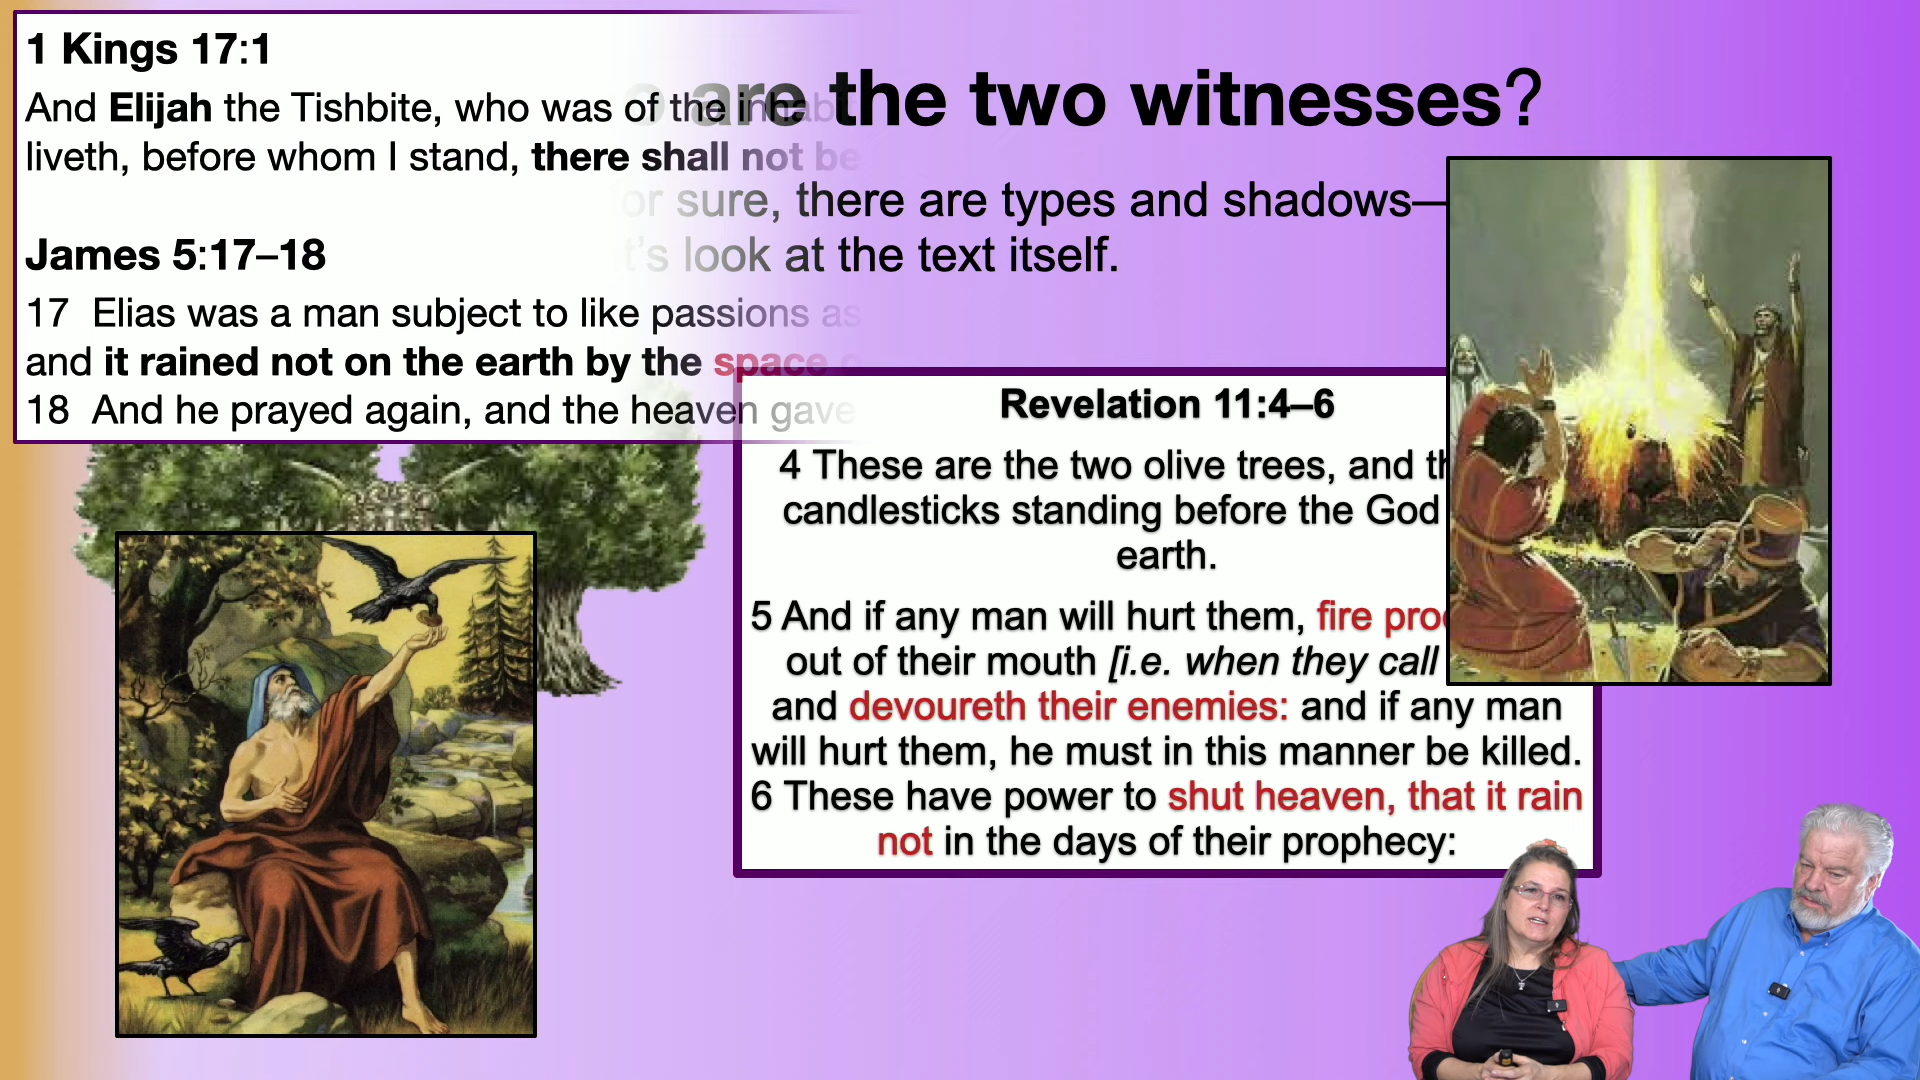 1 Kings 17:1
And Elijah the Tishbite, who was of the inhab
liveth, before whom I stand, there shall not be
James 5:17–18
17 Elias was a man subject to like passions as
and it rained not on the earth by the space
18 And he prayed again, and the heaven gave
are the two witnesses?
or sure, there are types and shadows—
t's look at the text itself.
Revelation 11:4–6
4 These are the two olive trees, and th
candlesticks standing before the God
earth.
5 And if any man will hurt them, fire pro
out of their mouth [i.e. when they call
and devoureth their enemies: and if any man
will hurt them, he must in this manner be killed.
6 These have power to shut heaven, that it rain
not in the days of their prophecy: